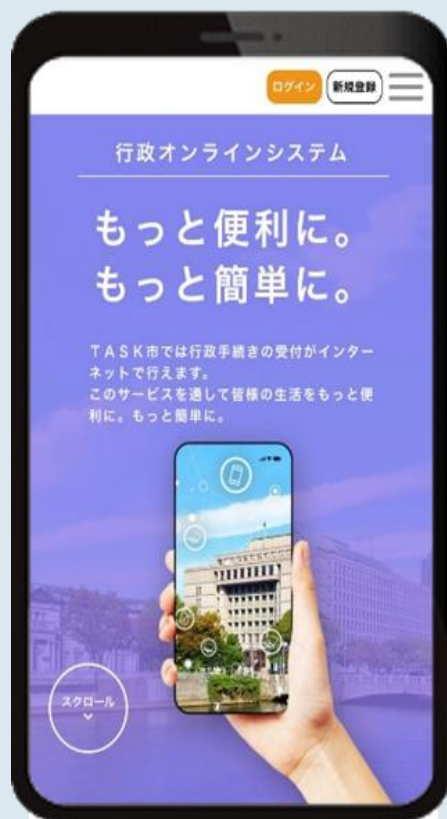 ログイン
新規登録
行政オンラインシステム
もっと便利に。
もっと簡単に。
TASK市では行政手続きの受付がインター
ネットで行えます。
このサービスを通して皆様の生活をもっと便
利に。もっと簡単に。
スクロール